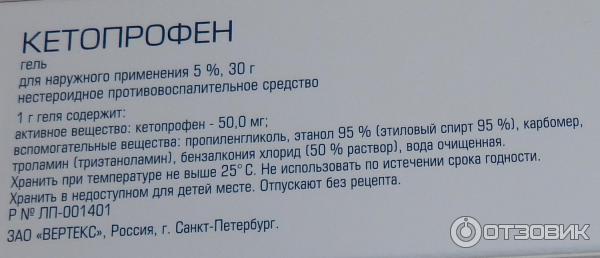 КЕТОПРОФЕН
гель
для наружного применения 5 %, 30 г
нестероидное противовоспалительное средство
1 г геля содержит:
активное вещество: кетопрофен - 50,0 мг;
вспомогательные вещества: пропиленгликоль, этанол 95 % (этиловый спирт 95 %), карбомер,
троламин (триэтаноламин), бензалкония хлорид (50 % раствор), вода очищенная.
Хранить при температуре не выше 25°С. Не использовать по истечении срока годности.
Хранить в недоступном для детей месте. Отпускают без рецепта.
Р № ЛП-001401
ЗАО «ВЕРТЕКС», Россия, г. Санкт-Петербург.
ОТЗОВИК